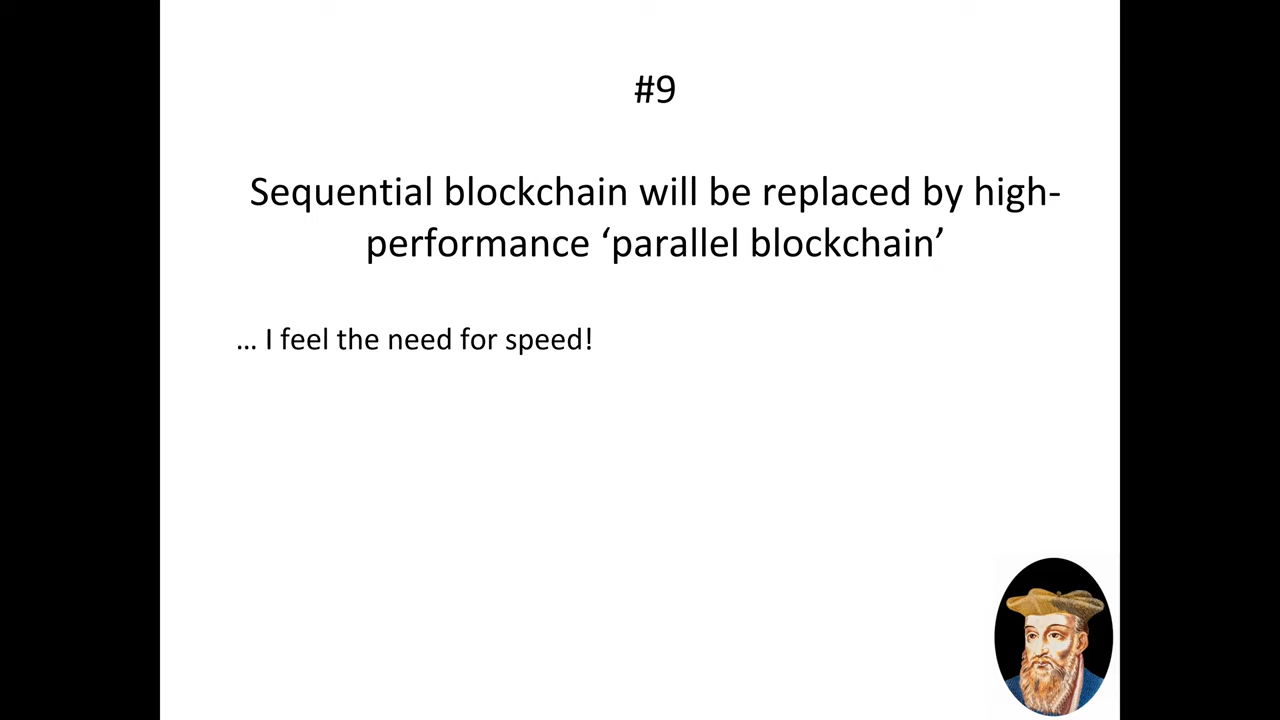 #9
Sequential blockchain will be replaced by high-
performance ‘parallel blockchain’
… I feel the need for speed!